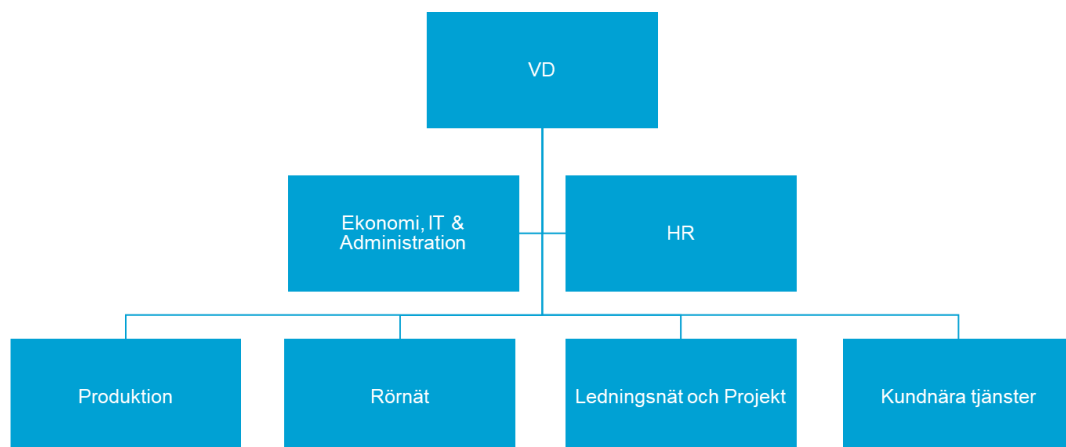 VD
Ekonomi, IT &
Administration
HR
Produktion
Rörnät
Ledningsnät och Projekt
Kundnära tjänster